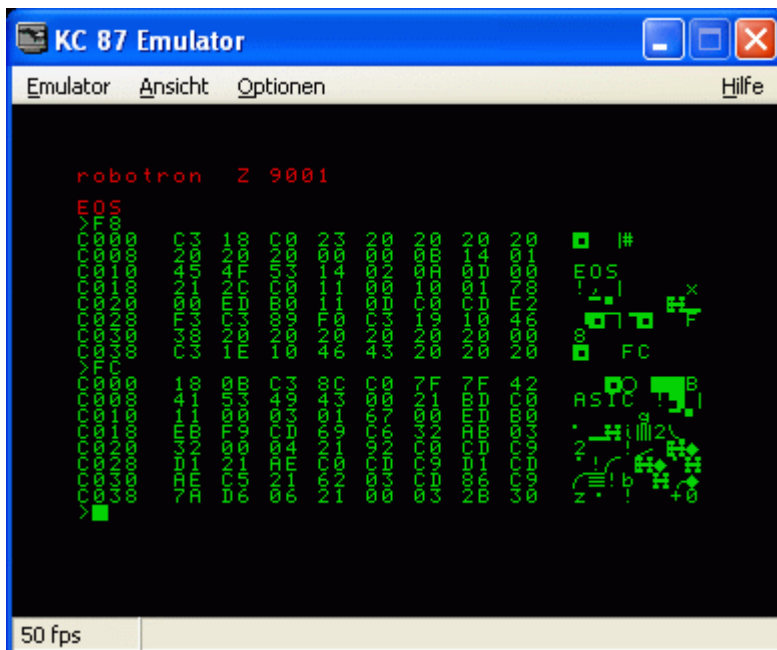 KC 87 Emulator
Emulator Ansicht Optionen Hilfe
robotron Z 9001
EOS
>F8
C000 C3 18 C0 23 20 20 20 20 |#
C008 20 20 20 00 00 0B 14 01
C010 45 4F 53 14 02 0A 0D 00 EOS
C018 21 2C C0 11 00 10 01 78 !, | x
C020 00 ED B0 11 0D C0 CD E2
C028 F3 C3 89 F0 C3 19 10 46 F
C030 38 20 20 20 20 20 20 00 8
C038 C3 1E 10 46 43 20 20 20 FC
>FC
C000 18 0B C3 8C C0 7F 7F 42 B
C008 41 53 49 43 00 21 BD C0 ASIC ! |
C010 11 00 03 01 67 00 ED B0 g
C018 EB F9 CD 69 C6 32 AB 03 i 2
C020 32 00 04 21 92 C0 CD C9 2 !
C028 D1 21 AE C0 CD C9 D1 CD !
C030 AE C5 21 62 03 CD 86 C9 !b
C038 7A D6 06 21 00 03 2B 30 z ! +0
>
50 fps